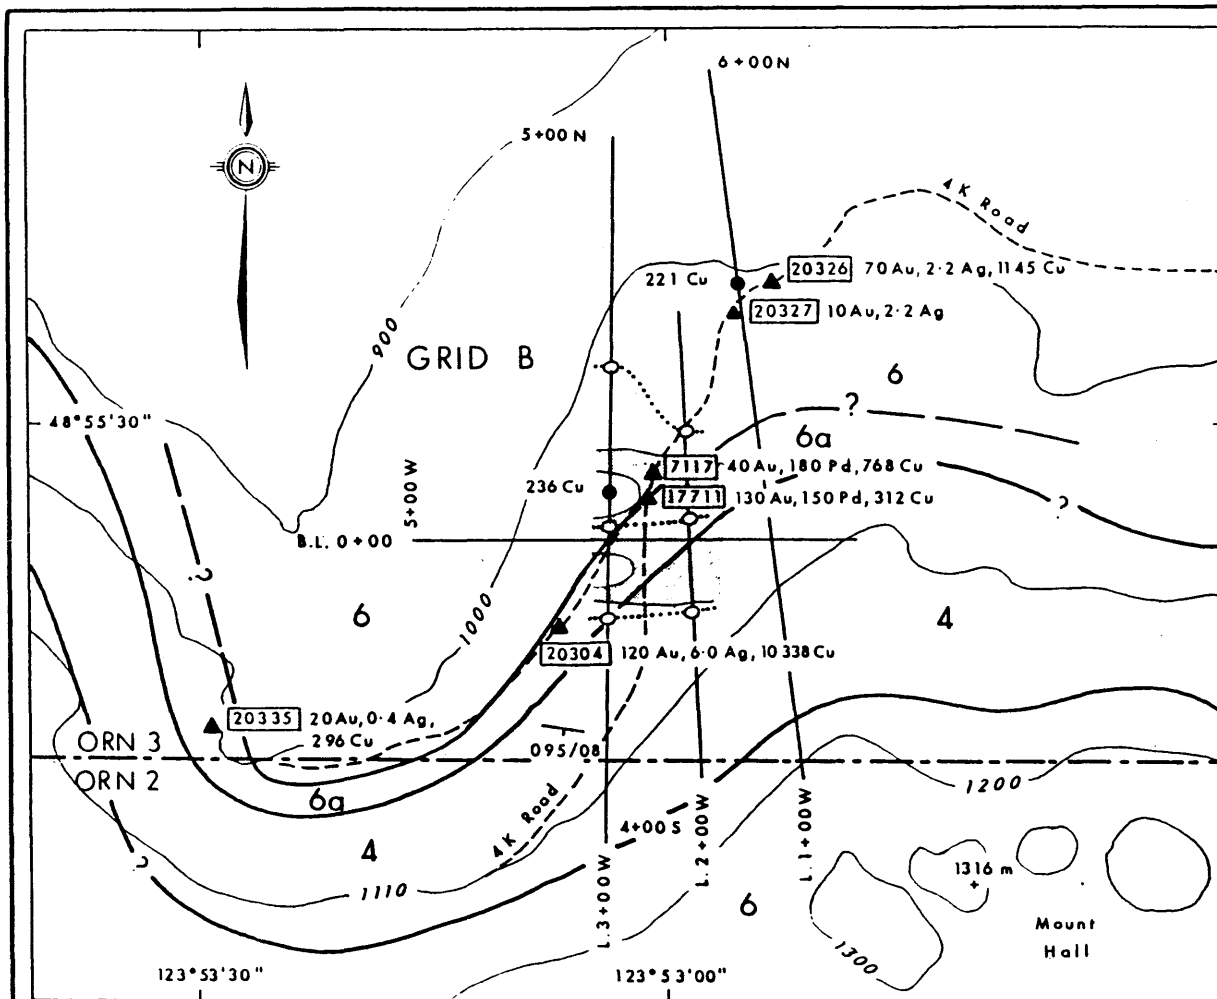 6+00N
5+00N
N
4K Road
221 Cu
20326 70 Au, 2·2 Ag, 1145 Cu
20327 10 Au, 2·2 Ag
900
GRID B
6
48°55'30"
?
6a
7117 40 Au, 180 Pd, 768 Cu
236 Cu
17711 130 Au, 150 Pd, 312 Cu
5+00 W
?
B.L. 0+00
?
6
1000
4
20304 120 Au, 6·0 Ag, 10338 Cu
20335 20 Au, 0·4 Ag,
296 Cu
ORN 3
095/08
ORN 2
1200
6a
4K Road
4+00 S
L.3+00W
L.2+00W
L.1+00W
4
?
1110
1316 m
+
6
Mount
Hall
1300
123°53'30"
123°53'00"